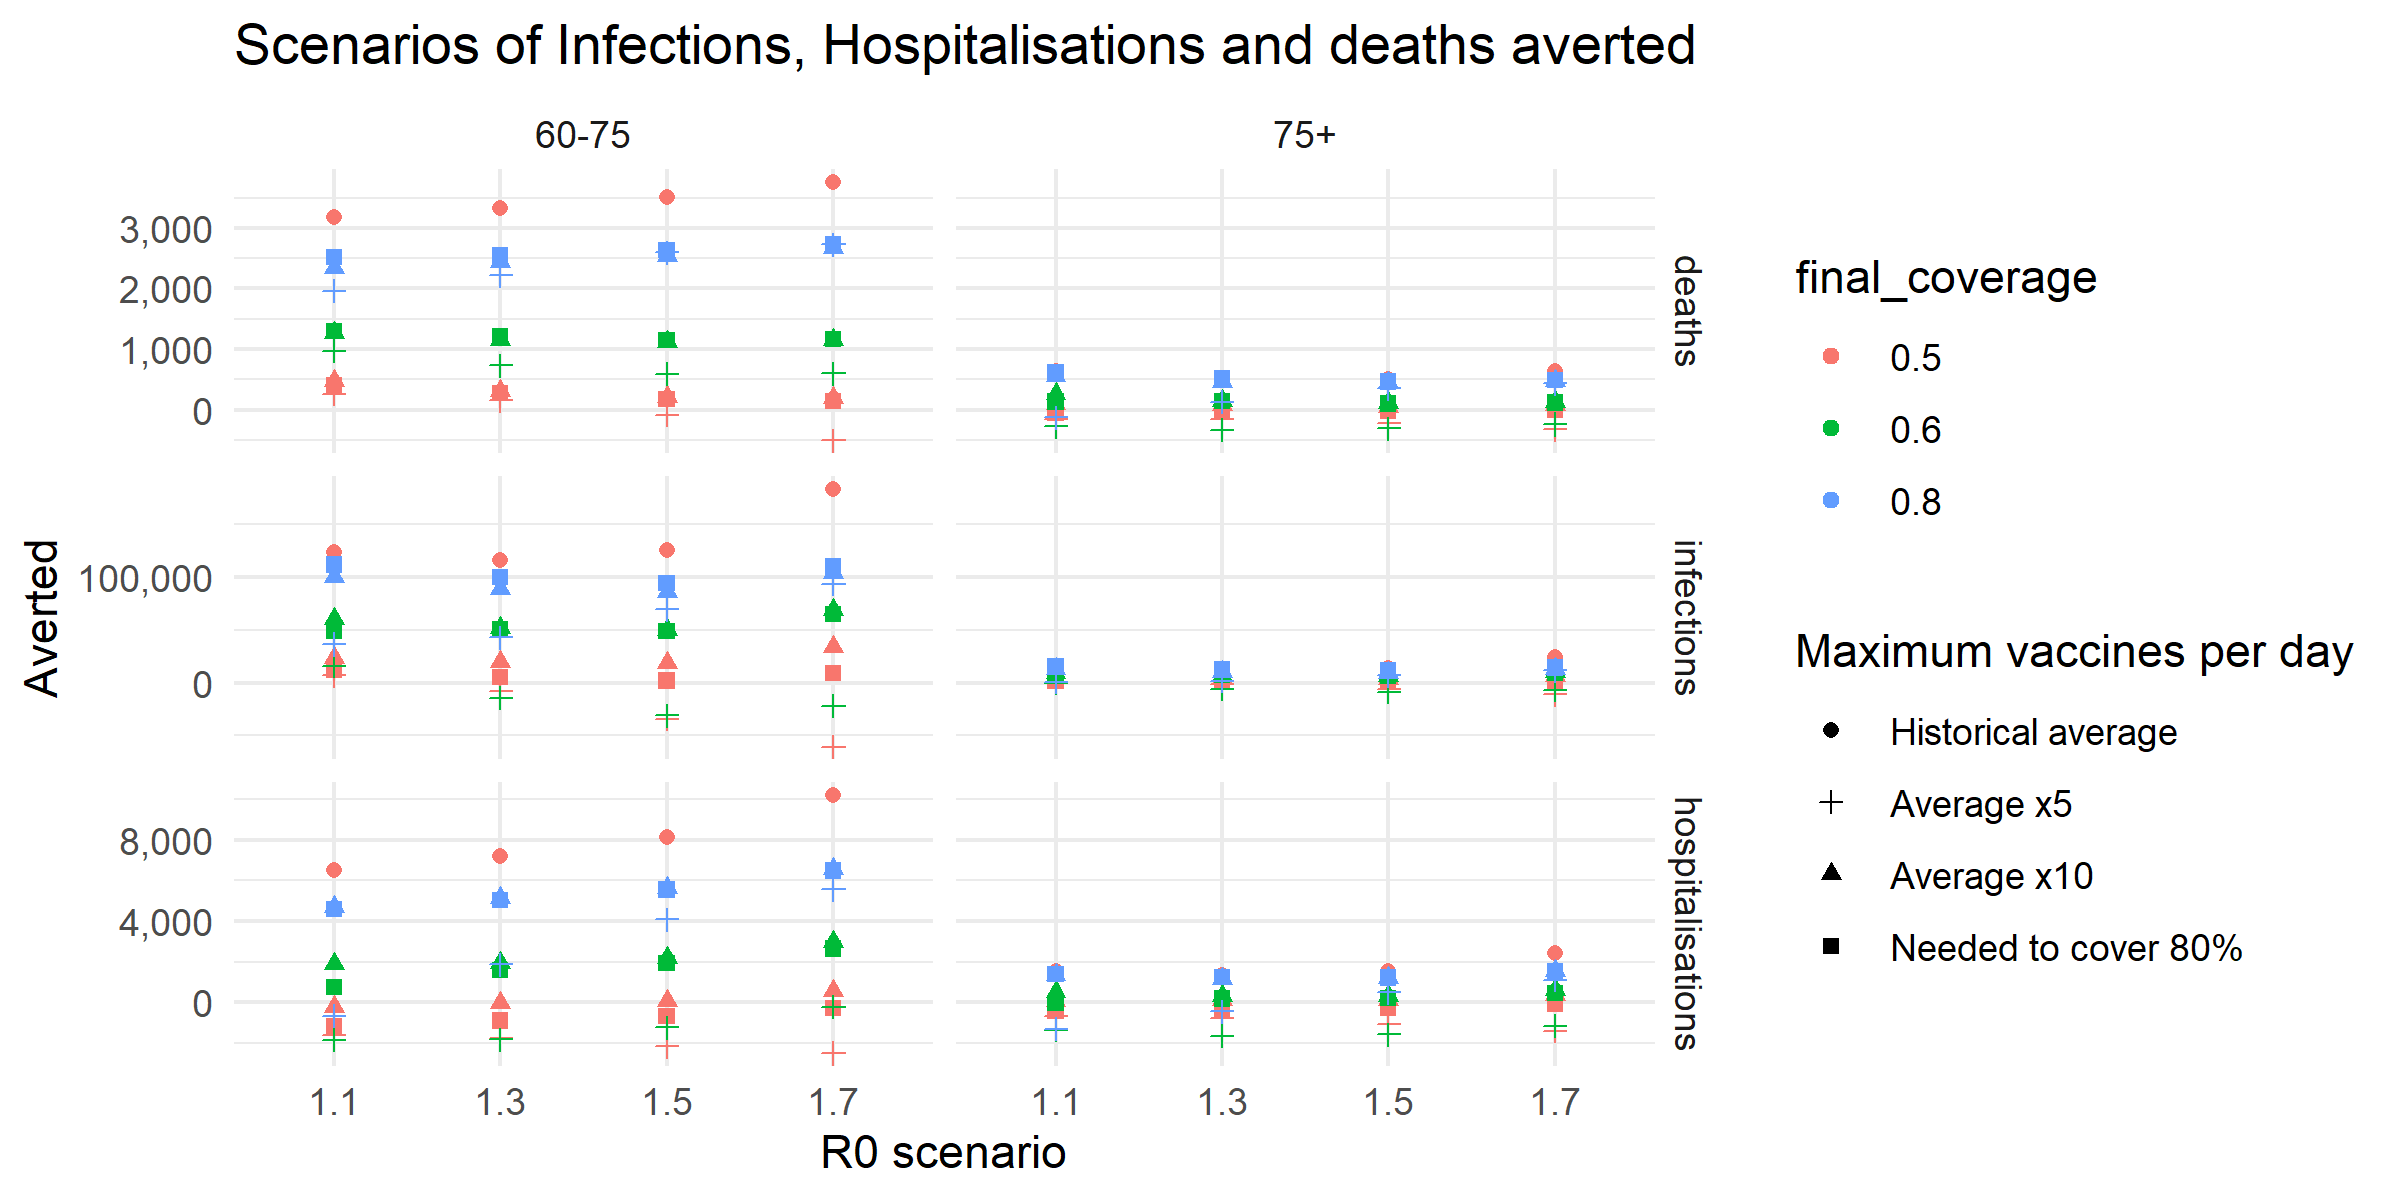 Scenarios of Infections, Hospitalisations and deaths averted
60-75
75+
3,000
2,000
1,000
0
deaths
100,000
0
infections
8,000
4,000
0
hospitalisations
Averted
1.1 1.3 1.5 1.7
1.1 1.3 1.5 1.7
R0 scenario
final_coverage
0.5
0.6
0.8
Maximum vaccines per day
Historical average
Average x5
Average x10
Needed to cover 80%